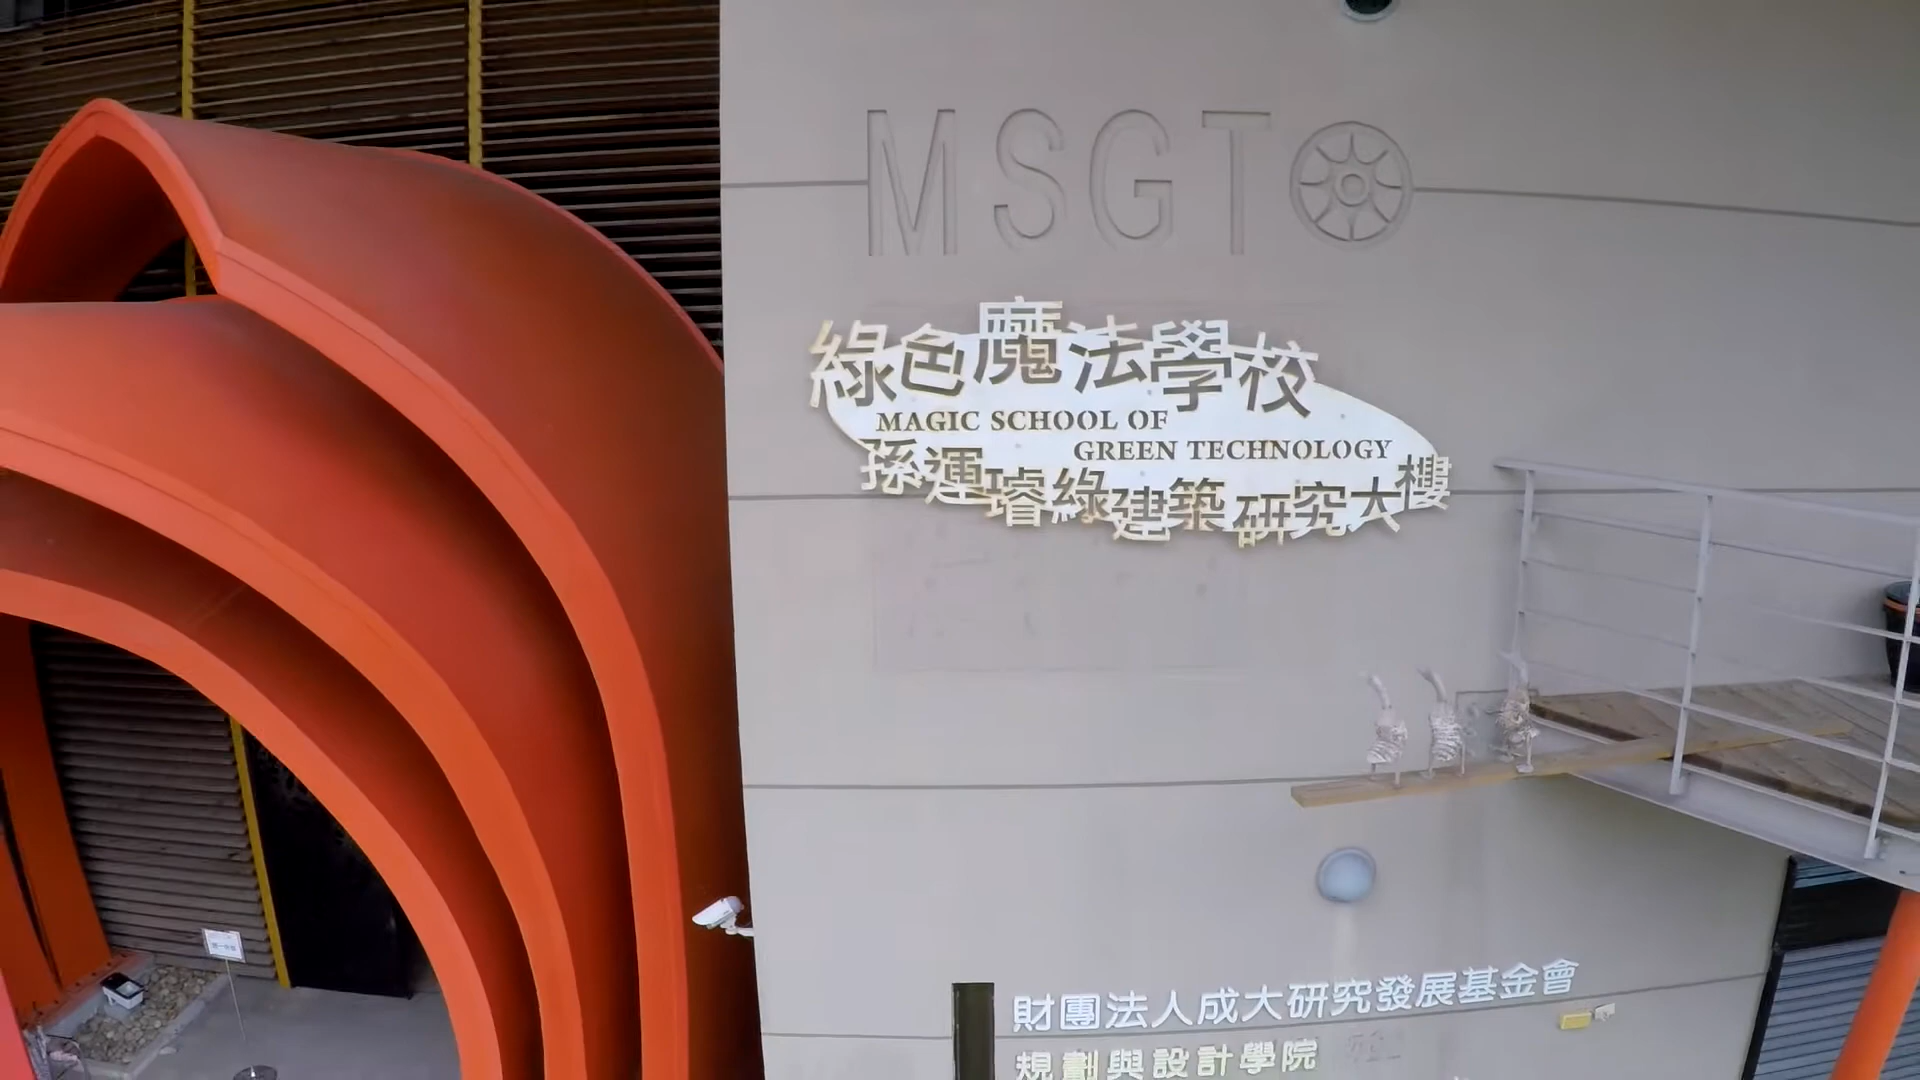 MSGT
綠色魔法學校
MAGIC SCHOOL OF
GREEN TECHNOLOGY
孫運璿綠建築研究大樓
財團法人成大研究發展基金會
規劃與設計學院